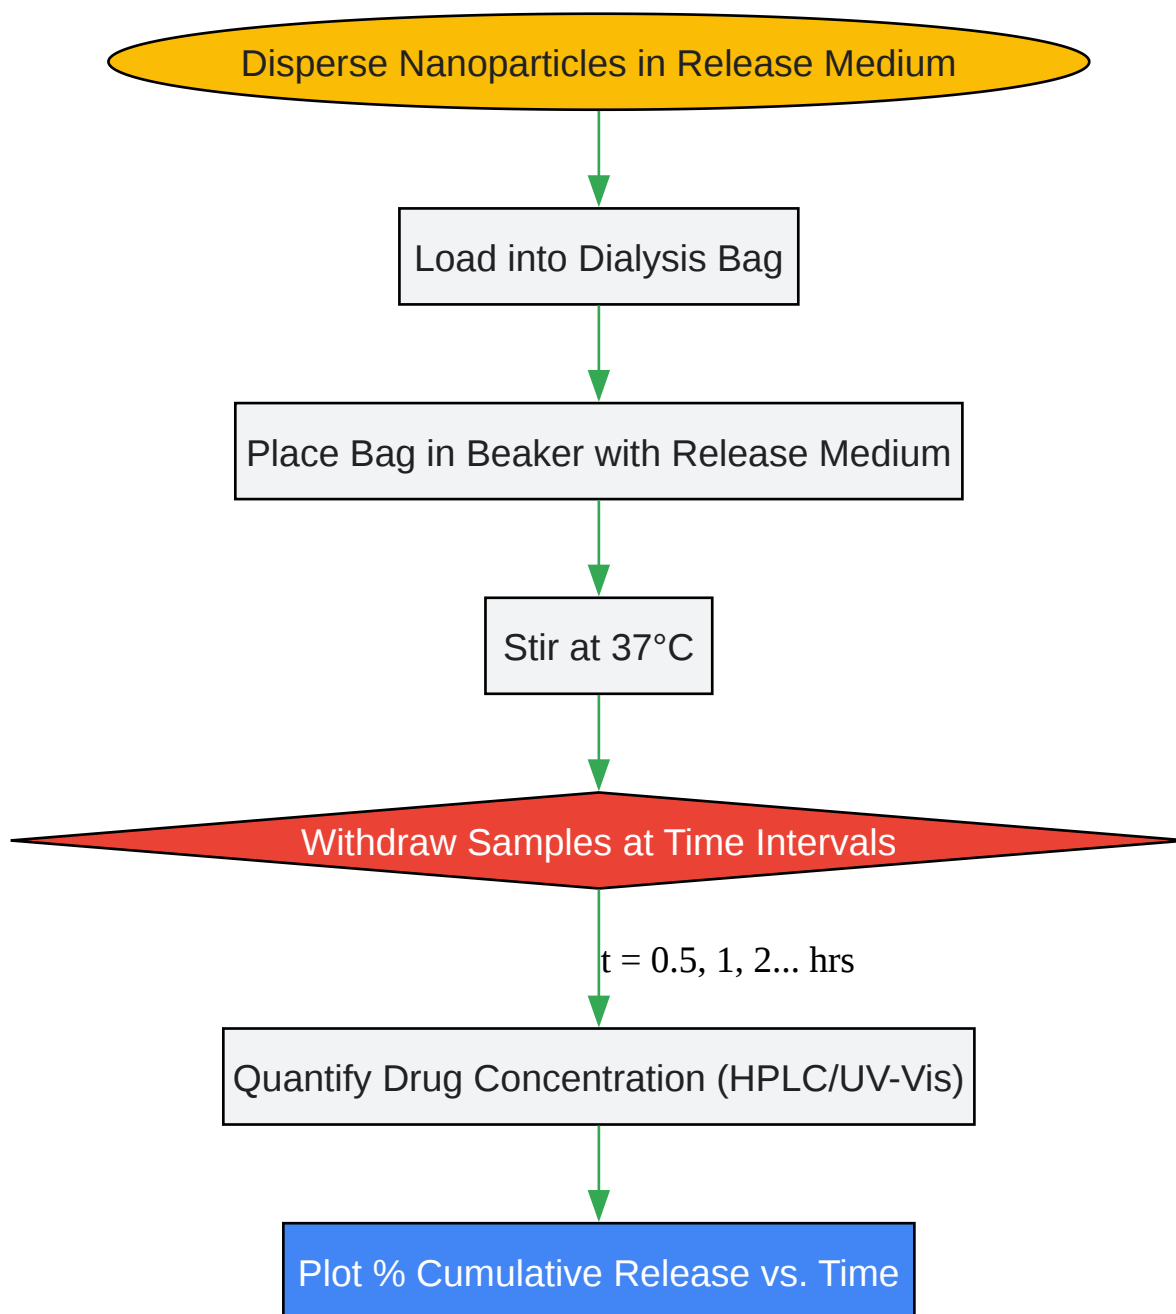 Disperse Nanoparticles in Release Medium
Load into Dialysis Bag
Place Bag in Beaker with Release Medium
Stir at 37°C
Withdraw Samples at Time Intervals
t = 0.5, 1, 2... hrs
Quantify Drug Concentration (HPLC/UV-Vis)
Plot % Cumulative Release vs. Time